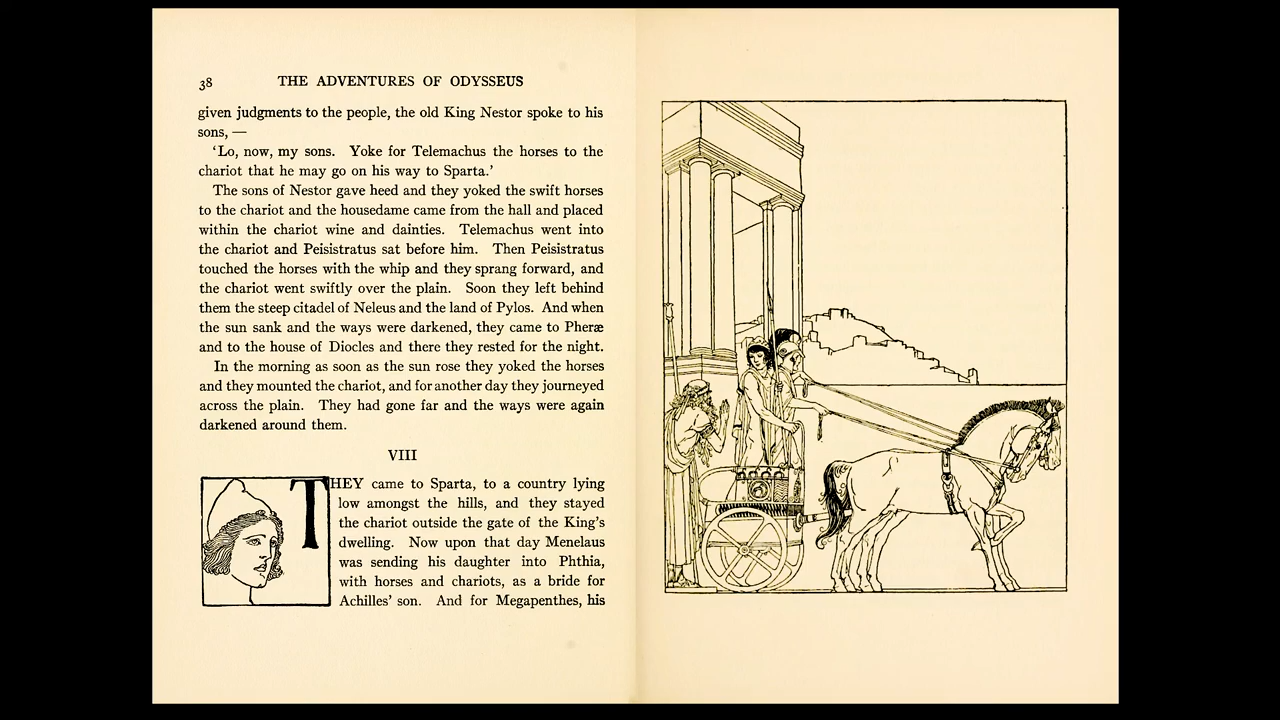 38 THE ADVENTURES OF ODYSSEUS
given judgments to the people, the old King Nestor spoke to his
sons, —
‘Lo, now, my sons. Yoke for Telemachus the horses to the
chariot that he may go on his way to Sparta.’
The sons of Nestor gave heed and they yoked the swift horses
to the chariot and the housedame came from the hall and placed
within the chariot wine and dainties. Telemachus went into
the chariot and Peisistratus sat before him. Then Peisistratus
touched the horses with the whip and they sprang forward, and
the chariot went swiftly over the plain. Soon they left behind
them the steep citadel of Neleus and the land of Pylos. And when
the sun sank and the ways were darkened, they came to Pheræ
and to the house of Diocles and there they rested for the night.
In the morning as soon as the sun rose they yoked the horses
and they mounted the chariot, and for another day they journeyed
across the plain. They had gone far and the ways were again
darkened around them.
VIII
THEY came to Sparta, to a country lying
low amongst the hills, and they stayed
the chariot outside the gate of the King’s
dwelling. Now upon that day Menelaus
was sending his daughter into Phthia,
with horses and chariots, as a bride for
Achilles’ son. And for Megapenthes, his